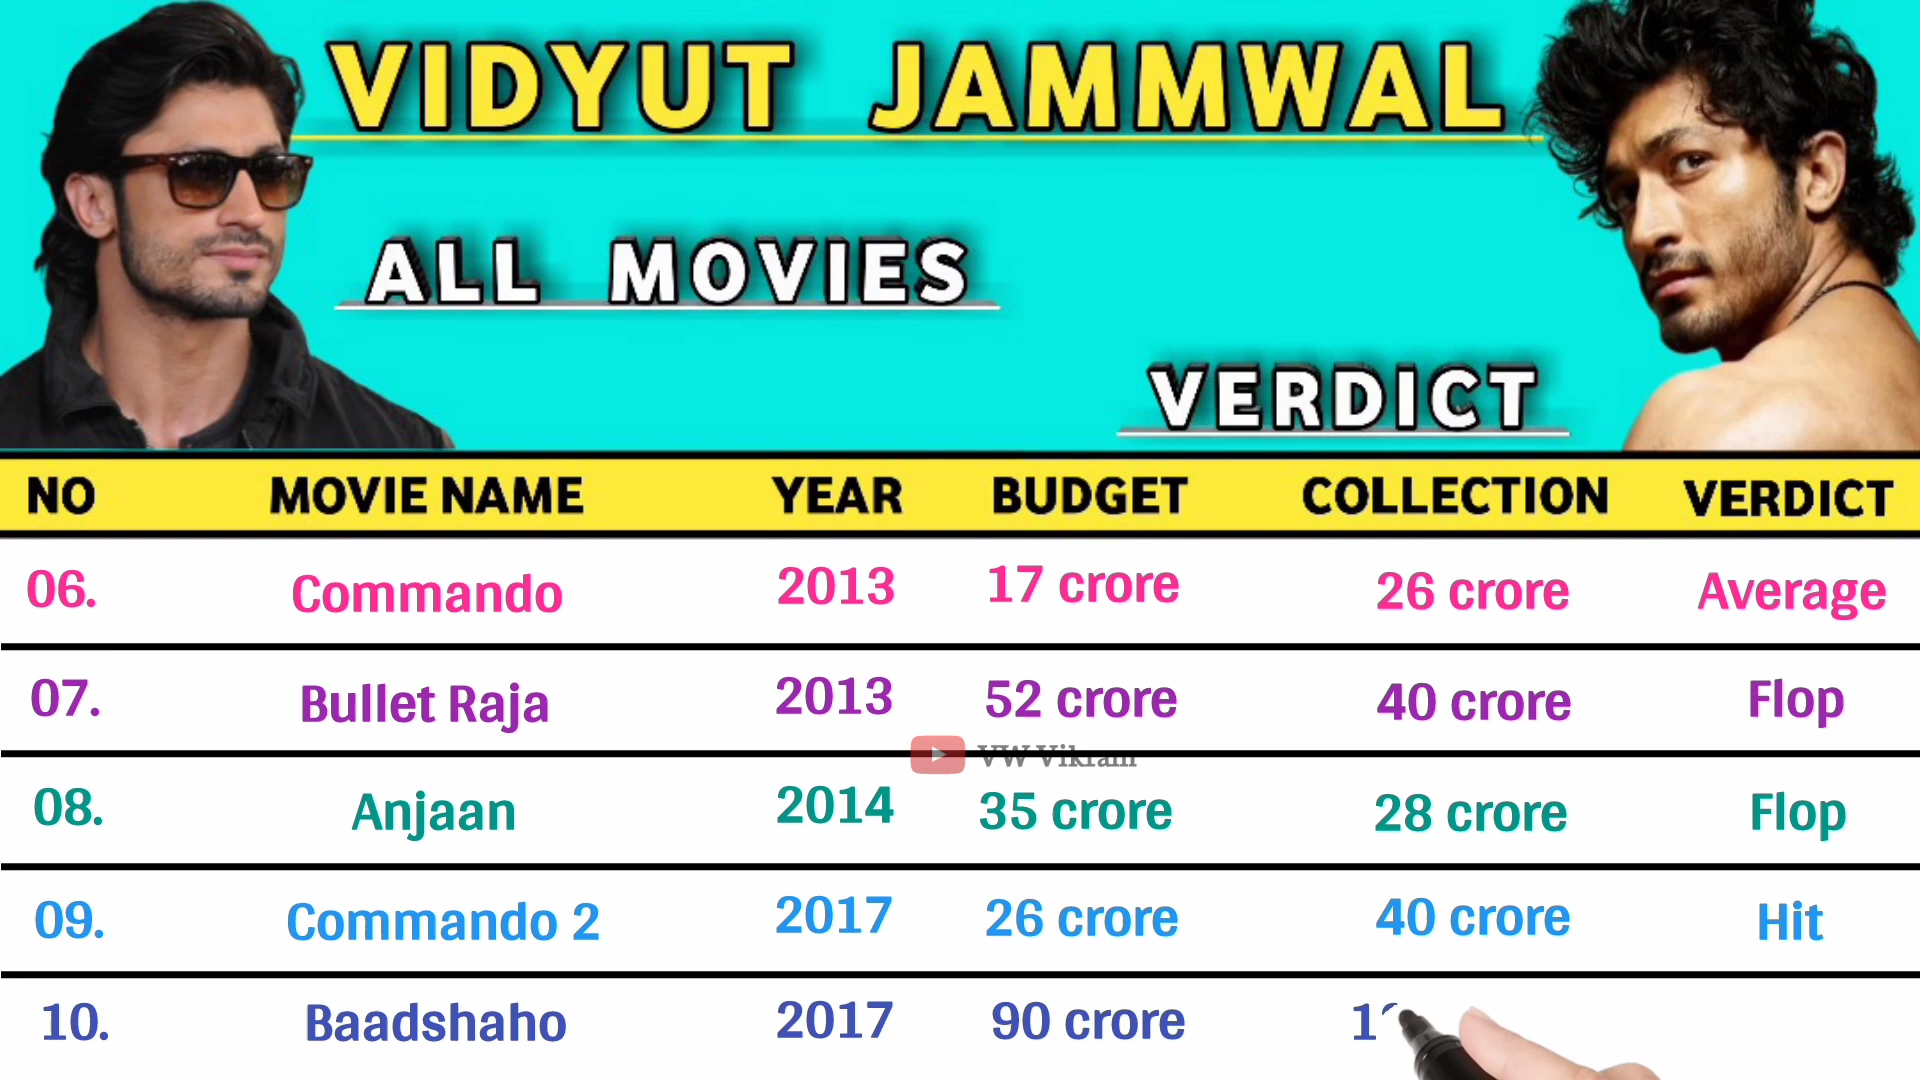 VIDYUT JAMMWAL
ALL MOVIES
VERDICT
NO MOVIE NAME YEAR BUDGET COLLECTION VERDICT
06. Commando 2013 17 crore 26 crore Average
07. Bullet Raja 2013 52 crore 40 crore Flop
VW Vikram
08. Anjaan 2014 35 crore 28 crore Flop
09. Commando 2 2017 26 crore 40 crore Hit
10. Baadshaho 2017 90 crore